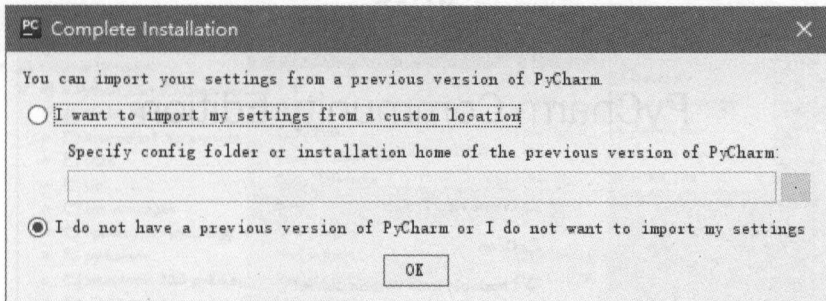 PC Complete Installation
You can import your settings from a previous version of PyCharm.
I want to import my settings from a custom location
Specify config folder or installation home of the previous version of PyCharm:
I do not have a previous version of PyCharm or I do not want to import my settings
OK